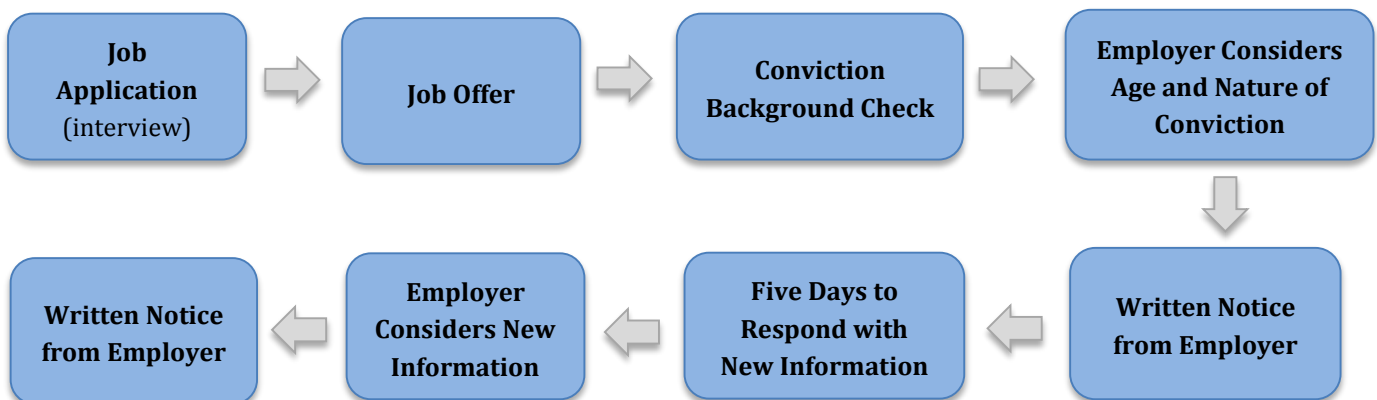 Job
Application
(interview)
Job Offer
Conviction
Background Check
Employer Considers
Age and Nature of
Conviction
Written Notice
from Employer
Five Days to
Respond with
New Information
Employer
Considers New
Information
Written Notice
from Employer